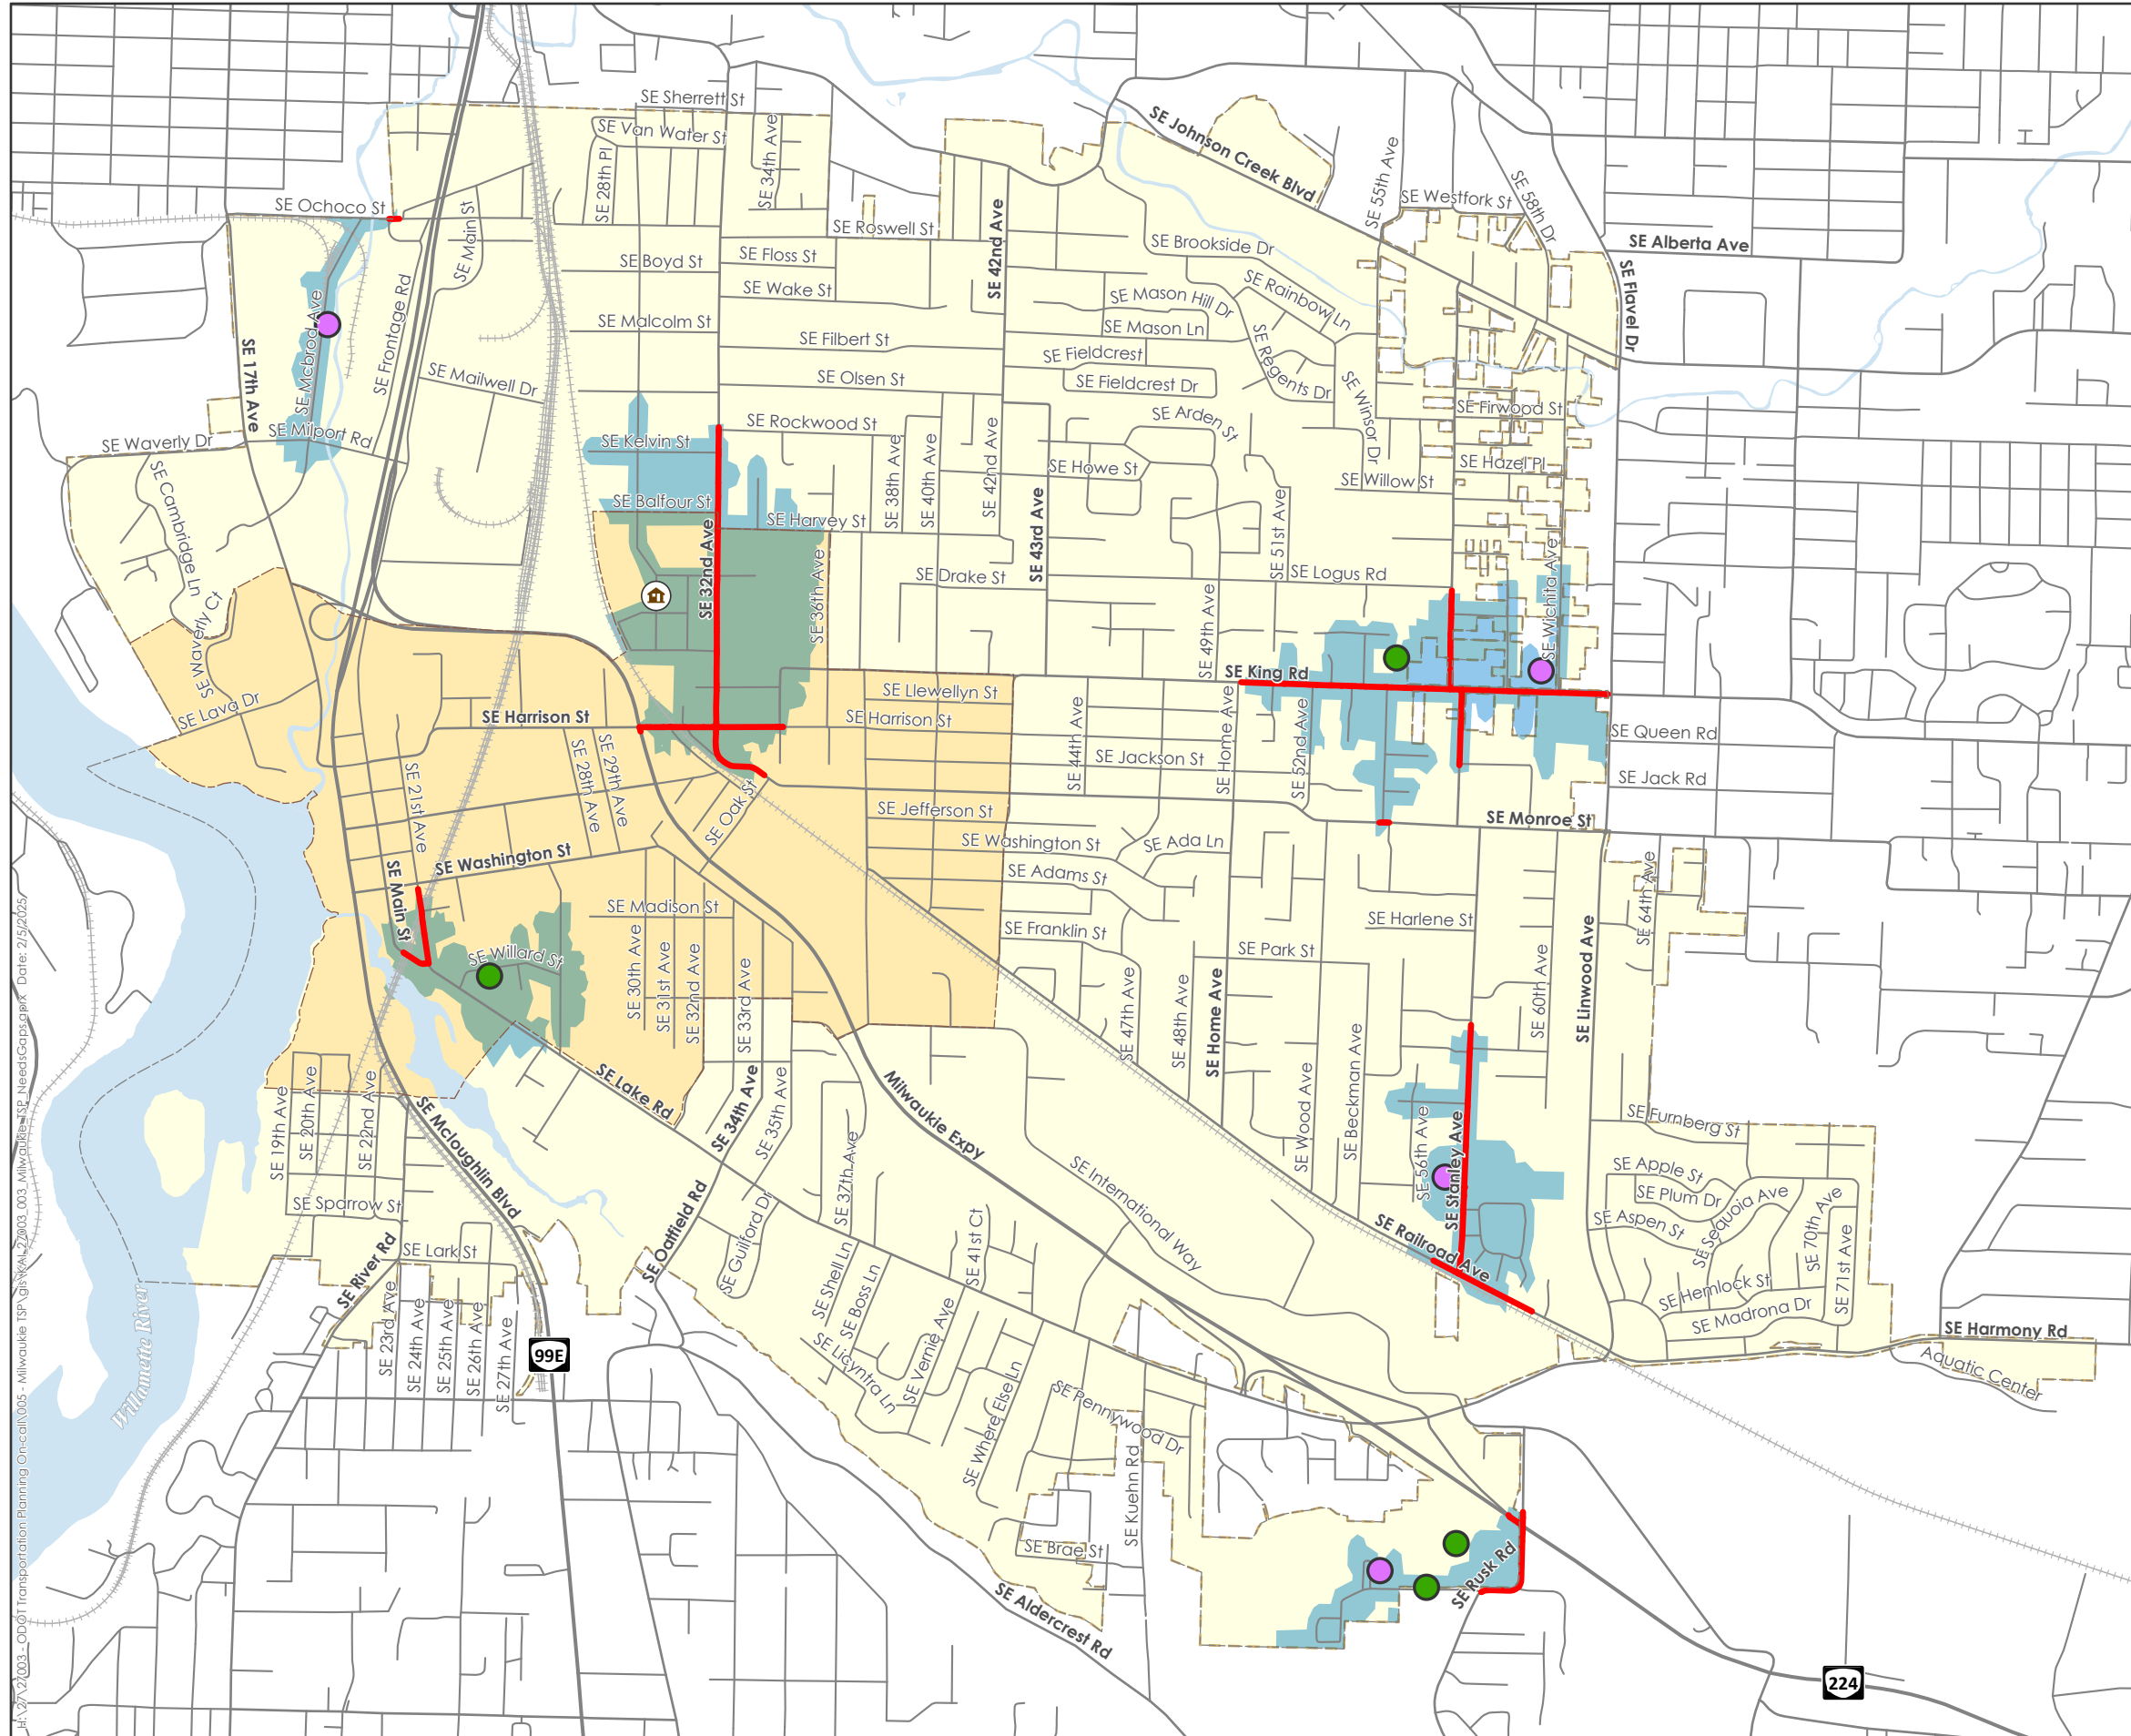 SE Sherrett St
SE Van Water St
SE 34th Ave
SE 28th Pl
SE Johnson Creek Blvd
SE 55th Ave
SE Westfork St
SE 58th Dr
SE Ochoco St
SE Main St
SE Roswell St
SE 42nd Ave
SE Brookside Dr
SE Alberta Ave
SE Flavel Dr
SE Boyd St
SE Floss St
SE Wake St
SE Mason Hill Dr
SE Rainbow Ln
SE Mcbrod Ave
SE Frontage Rd
SE Malcolm St
SE Filbert St
SE Mason Ln
SE Regents Dr
SE Fieldcrest
SE Fieldcrest Dr
SE 17th Ave
SE Mailwell Dr
SE Olsen St
SE Winsor Dr
SE Firwood St
SE Arden St
SE Rockwood St
SE Milport Rd
SE Waverly Dr
SE Kelvin St
SE 38th Ave
SE 40th Ave
SE 42nd Ave
SE Howe St
SE Hazel Pl
SE Willow St
SE Cambridge Ln
SE Balfour St
SE Harvey St
SE 43rd Ave
SE 51st Ave
SE 32nd Ave
SE 36th Ave
SE Drake St
SE Logus Rd
SE Wichita Ave
SE Waverly Ct
SE 49th Ave
SE King Rd
SE Llewellyn St
SE Lava Dr
SE Harrison St
SE Harrison St
SE 44th Ave
SE Home Ave
SE 52nd Ave
SE Queen Rd
SE 28th Ave
SE 29th Ave
SE Jackson St
SE Jack Rd
SE 21st Ave
SE Oak St
SE Jefferson St
SE Monroe St
SE Washington St
SE Ada Ln
SE Washington St
SE Adams St
SE Main St
SE 64th Ave
SE Madison St
SE Harlene St
SE Franklin St
SE Park St
SE Willard St
SE 30th Ave
SE 31st Ave
SE 32nd Ave
SE 33rd Ave
SE 47th Ave
SE 48th Ave
SE Home Ave
SE 60th Ave
SE Linwood Ave
SE Lake Rd
SE 34th Ave
SE 35th Ave
SE Wood Ave
SE Beckman Ave
SE 19th Ave
SE 20th Ave
SE 22nd Ave
SE Mcloughlin Blvd
Milwaukie Expy
SE 56th Ave
SE Stanley Ave
SE Furnberg St
SE 37th Ave
SE International Way
SE Apple St
SE Plum Dr
SE Sequoia Ave
SE Aspen St
SE 70th Ave
SE 71st Ave
SE Sparrow St
SE Guilford Dr
SE Oatfield Rd
SE 41st Ct
SE Railroad Ave
SE Lark St
SE River Rd
SE Shell Ln
SE Boss Ln
SE Hemlock St
SE Madrona Dr
SE Harmony Rd
Aquatic Center
Willamette River
SE 23rd Ave
SE 24th Ave
SE 25th Ave
SE 26th Ave
SE 27th Ave
99E
SE Licyntra Ln
SE Vernie Ave
SE Where Else Ln
SE Pennywood Dr
SE Kuehn Rd
SE Brae St
SE Rusk Rd
SE Aldercrest Rd
224
H:\27\27003 - ODOT Transportation Planning On-call\005 - Milwaukie TSP\gis\KAI_27003_003_Milwaukie_TSP_NeedsGaps.aprx Date: 2/5/2025